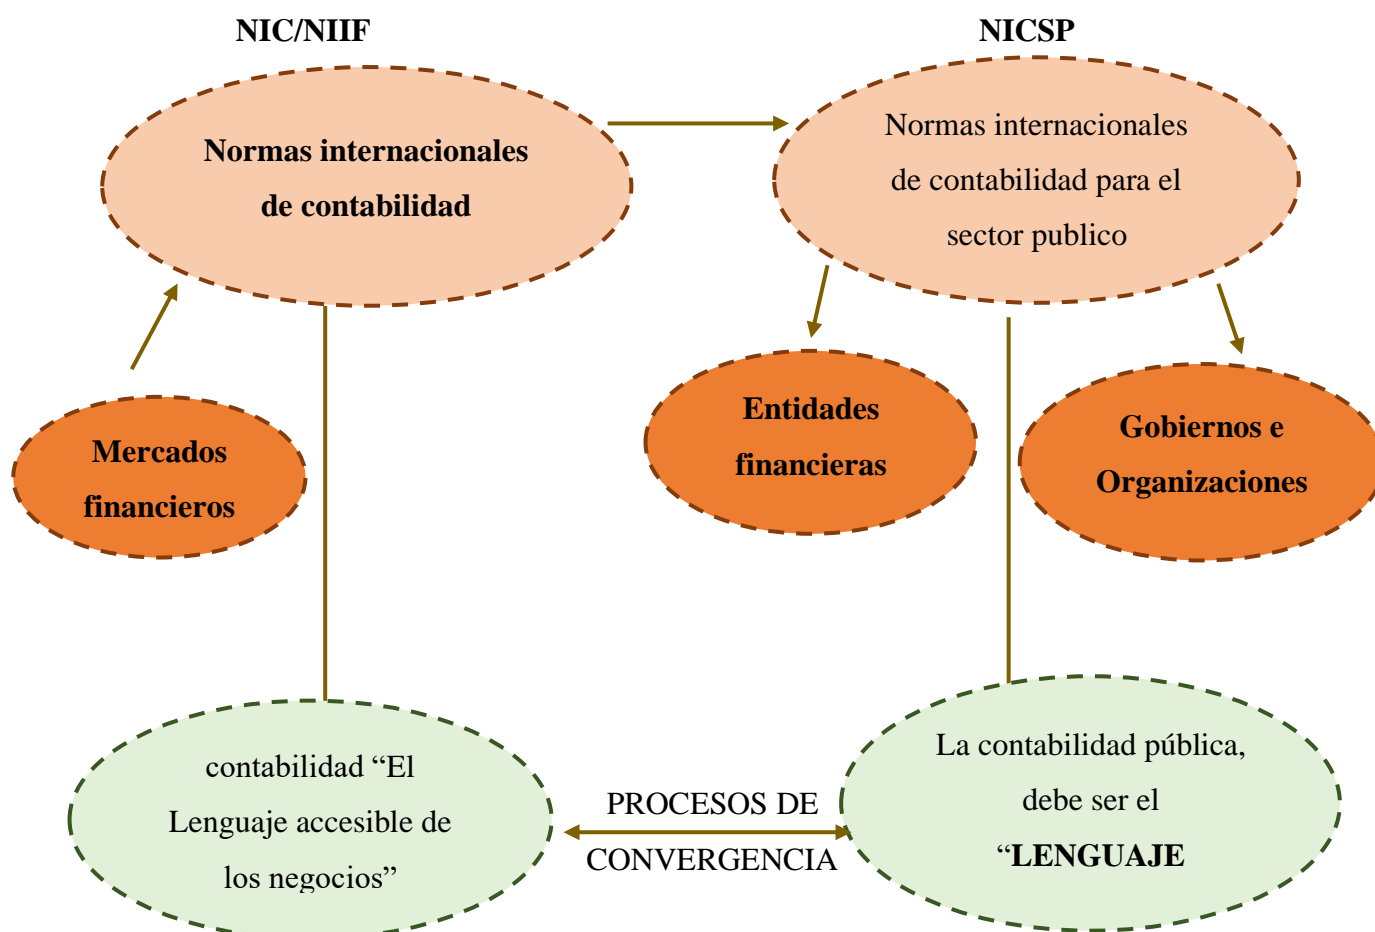 NIC/NIIF
NICSP
Normas internacionales
de contabilidad
Normas internacionales
de contabilidad para el
sector publico
Mercados
financieros
Entidades
financieras
Gobiernos e
Organizaciones
contabilidad “El
Lenguaje accesible de
los negocios”
PROCESOS DE
CONVERGENCIA
La contabilidad pública,
debe ser el
“LENGUAJE